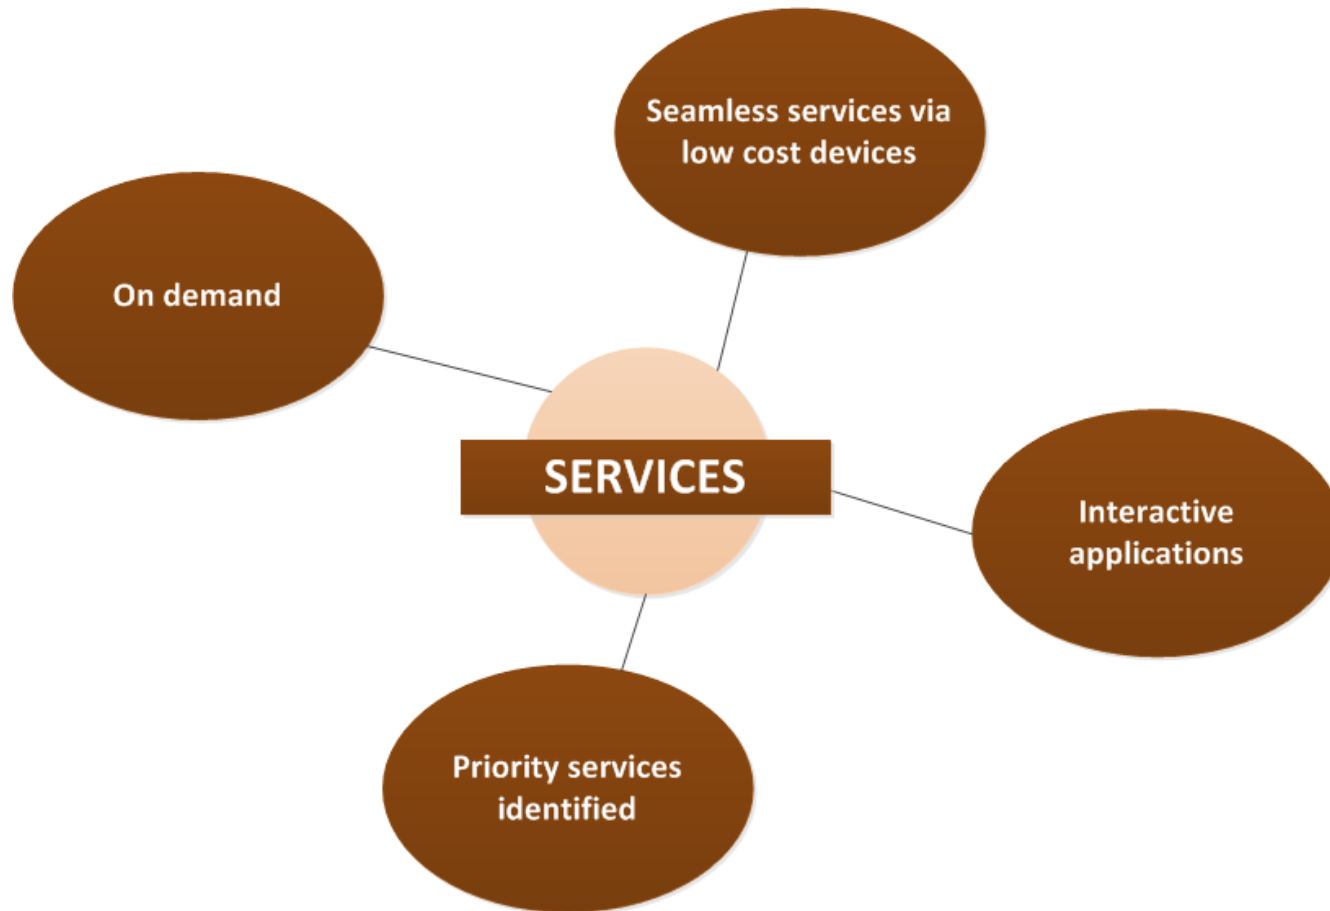 Seamless services via
low cost devices
On demand
SERVICES
Interactive
applications
Priority services
identified